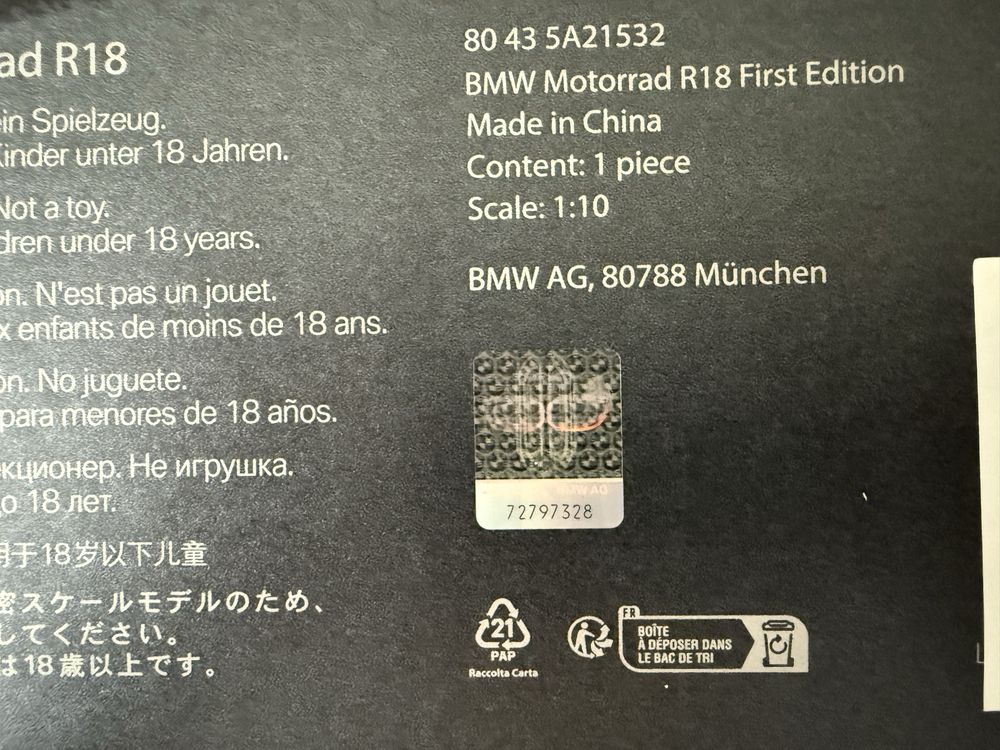 ad R18
ein Spielzeug.
Kinder unter 18 Jahren.
Not a toy.
dren under 18 years.
on. N'est pas un jouet.
x enfants de moins de 18 ans.
on. No juguete.
para menores de 18 años.
кционер. Не игрушка.
до 18 лет.
用于18岁以下儿童
密スケールモデルのため、
してください。
は18歳以上です。
80 43 5A21532
BMW Motorrad R18 First Edition
Made in China
Content: 1 piece
Scale: 1:10
BMW AG, 80788 München
BMW AG
72797328
21
PAP
Raccolta Carta
FR
BOÎTE
À DÉPOSER DANS
LE BAC DE TRI